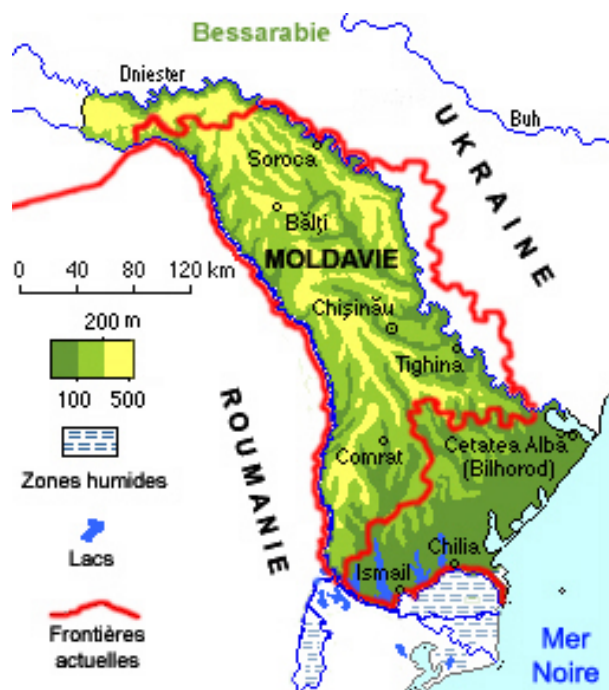 Bessarabie
Dniester
Buh
UKRAINE
Soroca
Bălți
MOLDAVIE
0 40 80 120 km
Chișinău
200 m
Tighina
100 500
ROUMANIE
Comrat
Cetatea Albă
(Bilhorod)
Zones humides
Chilia
Ismail
Lacs
Frontières
actuelles
Mer
Noire